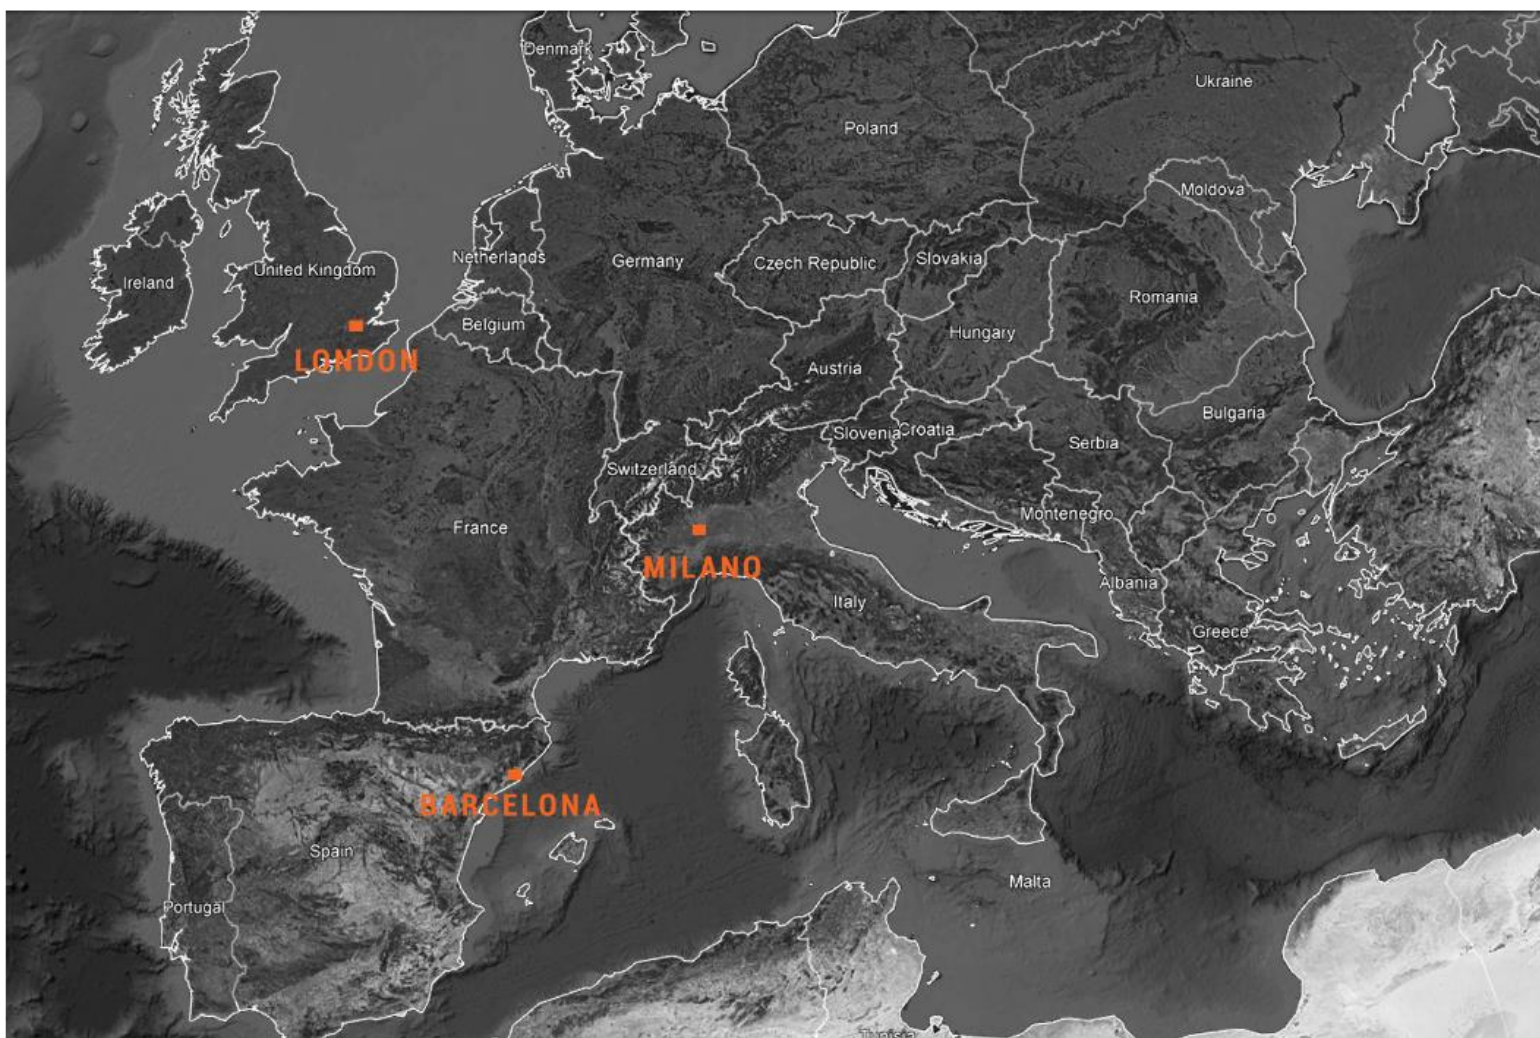 Denmark
Ukraine
Poland
Moldova
Netherlands
Germany
Czech Republic
Slovakia
United Kingdom
Ireland
Romania
Belgium
Hungary
LONDON
Austria
Bulgaria
Slovenia
Croatia
Serbia
Switzerland
Montenegro
France
MILANO
Albania
Italy
Greece
BARCELONA
Spain
Malta
Portugal
Tunisia